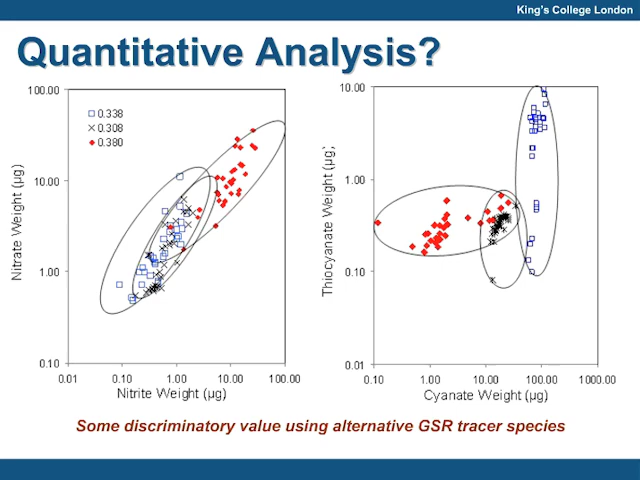 King's College London
Quantitative Analysis?
100.00
10.00
1.00
0.10
Nitrate Weight (µg)
0.338
0.308
0.380
0.01 0.10 1.00 10.00 100.00
Nitrite Weight (µg)
10.00
1.00
0.10
0.01
Thiocyanate Weight (µg)
0.10 1.00 10.00 100.00 1000.00
Cyanate Weight (µg)
Some discriminatory value using alternative GSR tracer species